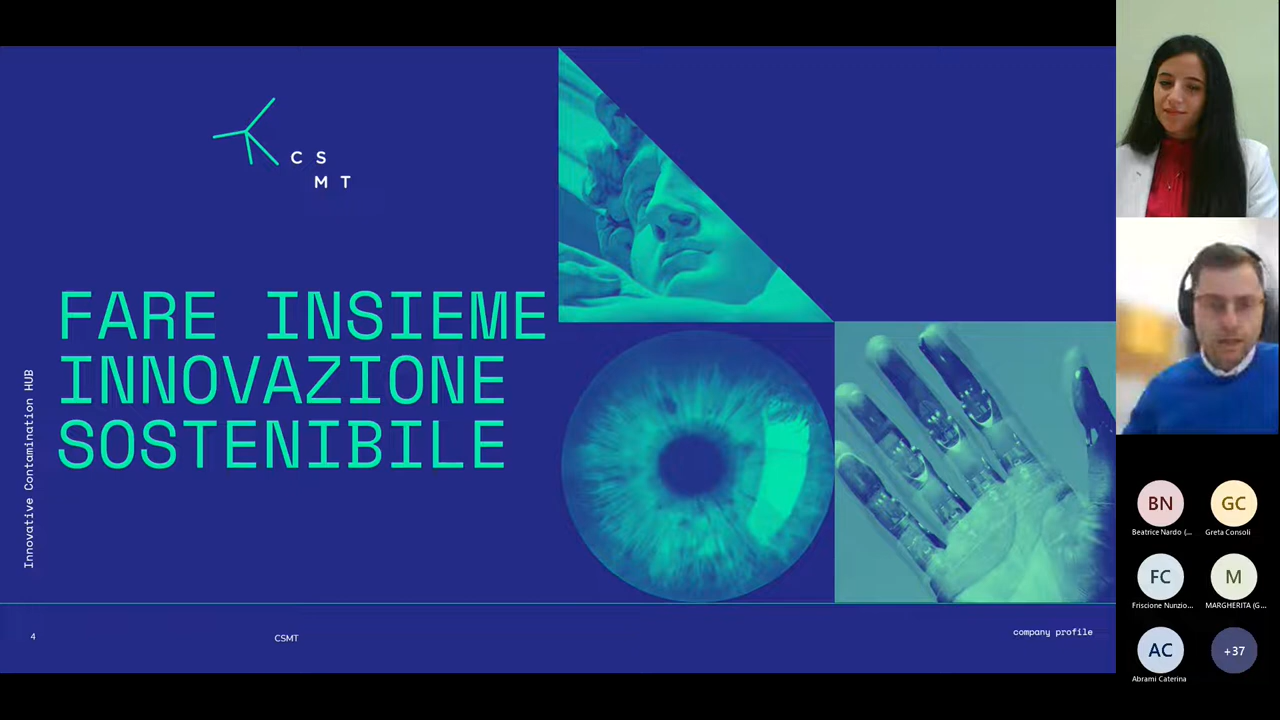 C S
M T
FARE INSIEME
INNOVAZIONE
SOSTENIBILE
Innovative Contamination HUB
4
CSMT
company profile
BN
GC
Beatrice Nardo (...
Greta Consoli
FC
M
Friscione Nunzio...
MARGHERITA (G...
AC
+37
Abrami Caterina